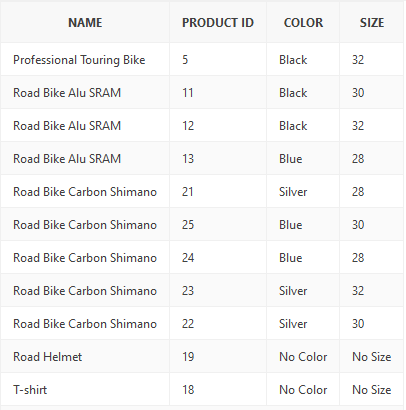 NAME PRODUCT ID COLOR SIZE
Professional Touring Bike 5 Black 32
Road Bike Alu SRAM 11 Black 30
Road Bike Alu SRAM 12 Black 32
Road Bike Alu SRAM 13 Blue 28
Road Bike Carbon Shimano 21 Silver 28
Road Bike Carbon Shimano 25 Blue 30
Road Bike Carbon Shimano 24 Blue 28
Road Bike Carbon Shimano 23 Silver 32
Road Bike Carbon Shimano 22 Silver 30
Road Helmet 19 No Color No Size
T-shirt 18 No Color No Size